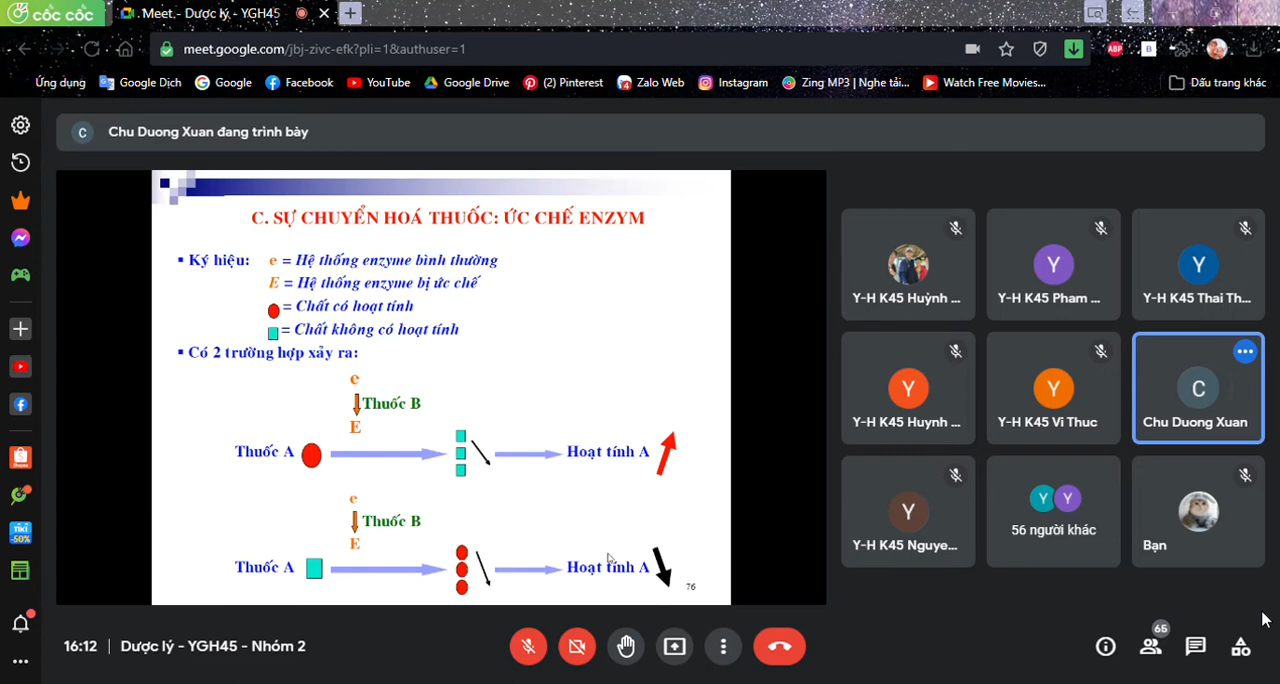 cốc cốc
Meet - Dược lý - YGH45
meet.google.com/jbj-zivc-efk?pli=1&authuser=1
ABP
B
Ứng dụng
Google Dịch
Google
Facebook
YouTube
Google Drive
(2) Pinterest
Zalo Web
Instagram
Zing MP3 | Nghe tải...
Watch Free Movies...
Dấu trang khác
C
Chu Duong Xuan đang trình bày
C. SỰ CHUYỂN HOÁ THUỐC: ỨC CHẾ ENZYM
▪ Ký hiệu: e = Hệ thống enzyme bình thường
E = Hệ thống enzyme bị ức chế
= Chất có hoạt tính
= Chất không có hoạt tính
▪ Có 2 trường hợp xảy ra:
e
Thuốc B
E
Thuốc A
Hoạt tính A
e
Thuốc B
E
Thuốc A
Hoạt tính A
76
Y-H K45 Huỳnh ...
Y
Y-H K45 Pham ...
Y
Y-H K45 Thai Th...
Y
Y-H K45 Huynh ...
Y
Y-H K45 Vi Thuc
C
Chu Duong Xuan
Y
Y-H K45 Nguye...
Y Y
56 người khác
Bạn
TIKI
-50%
16:12 | Dược lý - YGH45 - Nhóm 2
65